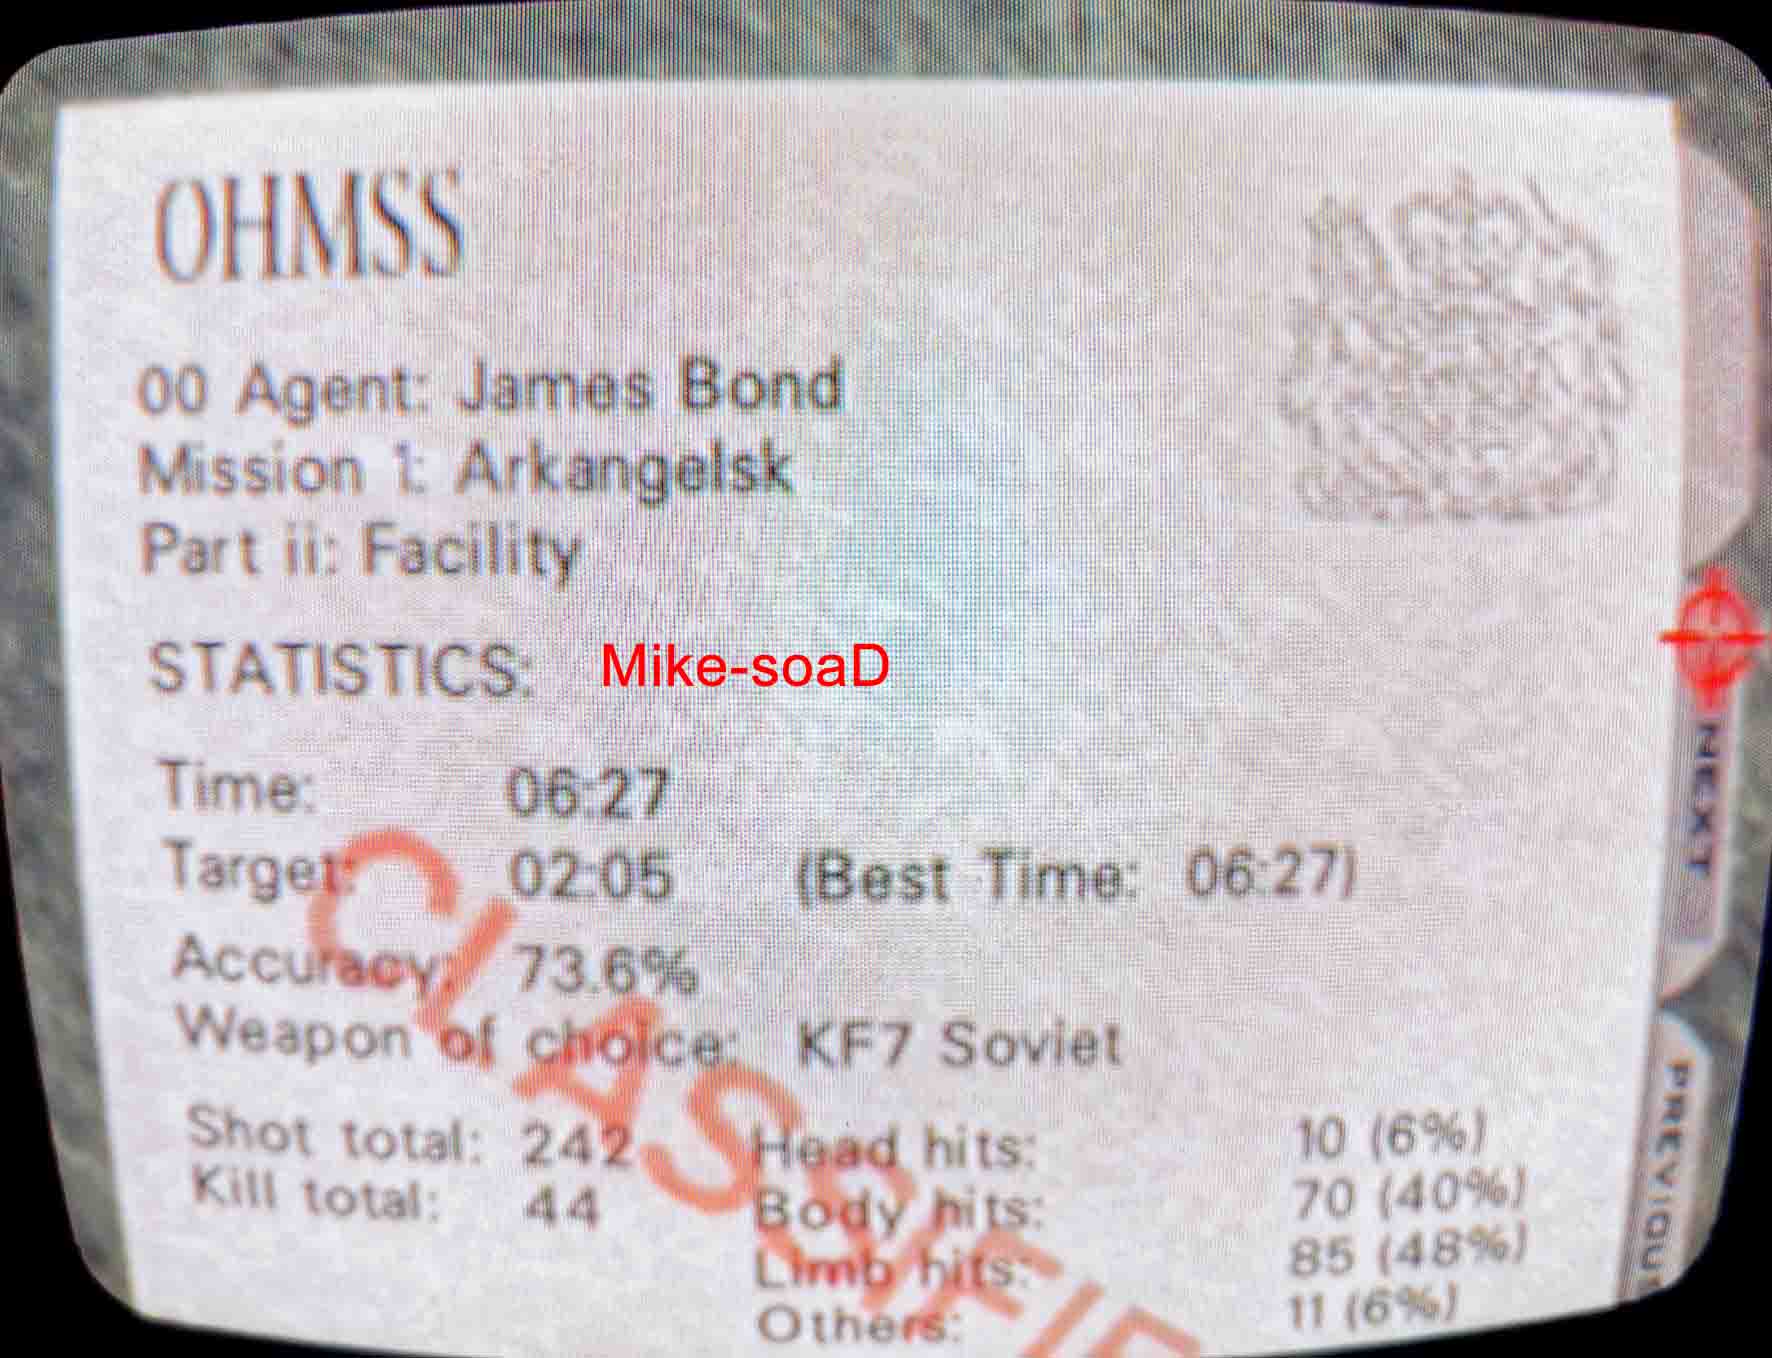 OHMSS
00 Agent: James Bond
Mission 1: Arkangelsk
Part ii: Facility
STATISTICS: Mike-soaD
Time: 06:27
Target: 02:05 (Best Time: 06:27)
Accuracy: 73.6%
Weapon of choice: KF7 Soviet
Shot total: 242 Head hits: 10 (6%)
Kill total: 44 Body hits: 70 (40%)
Limb hits: 85 (48%)
Others: 11 (6%)
CLASSIFIE
NEXT
PREVIOUS